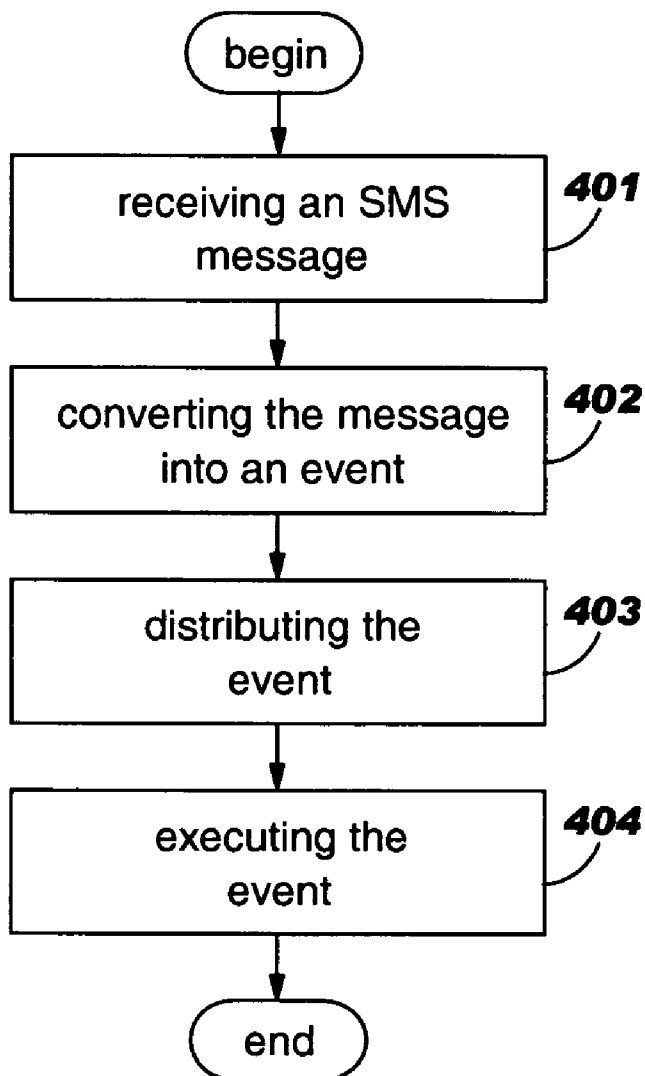 begin
receiving an SMS
message
401
converting the message
into an event
402
distributing the
event
403
executing the
event
404
end